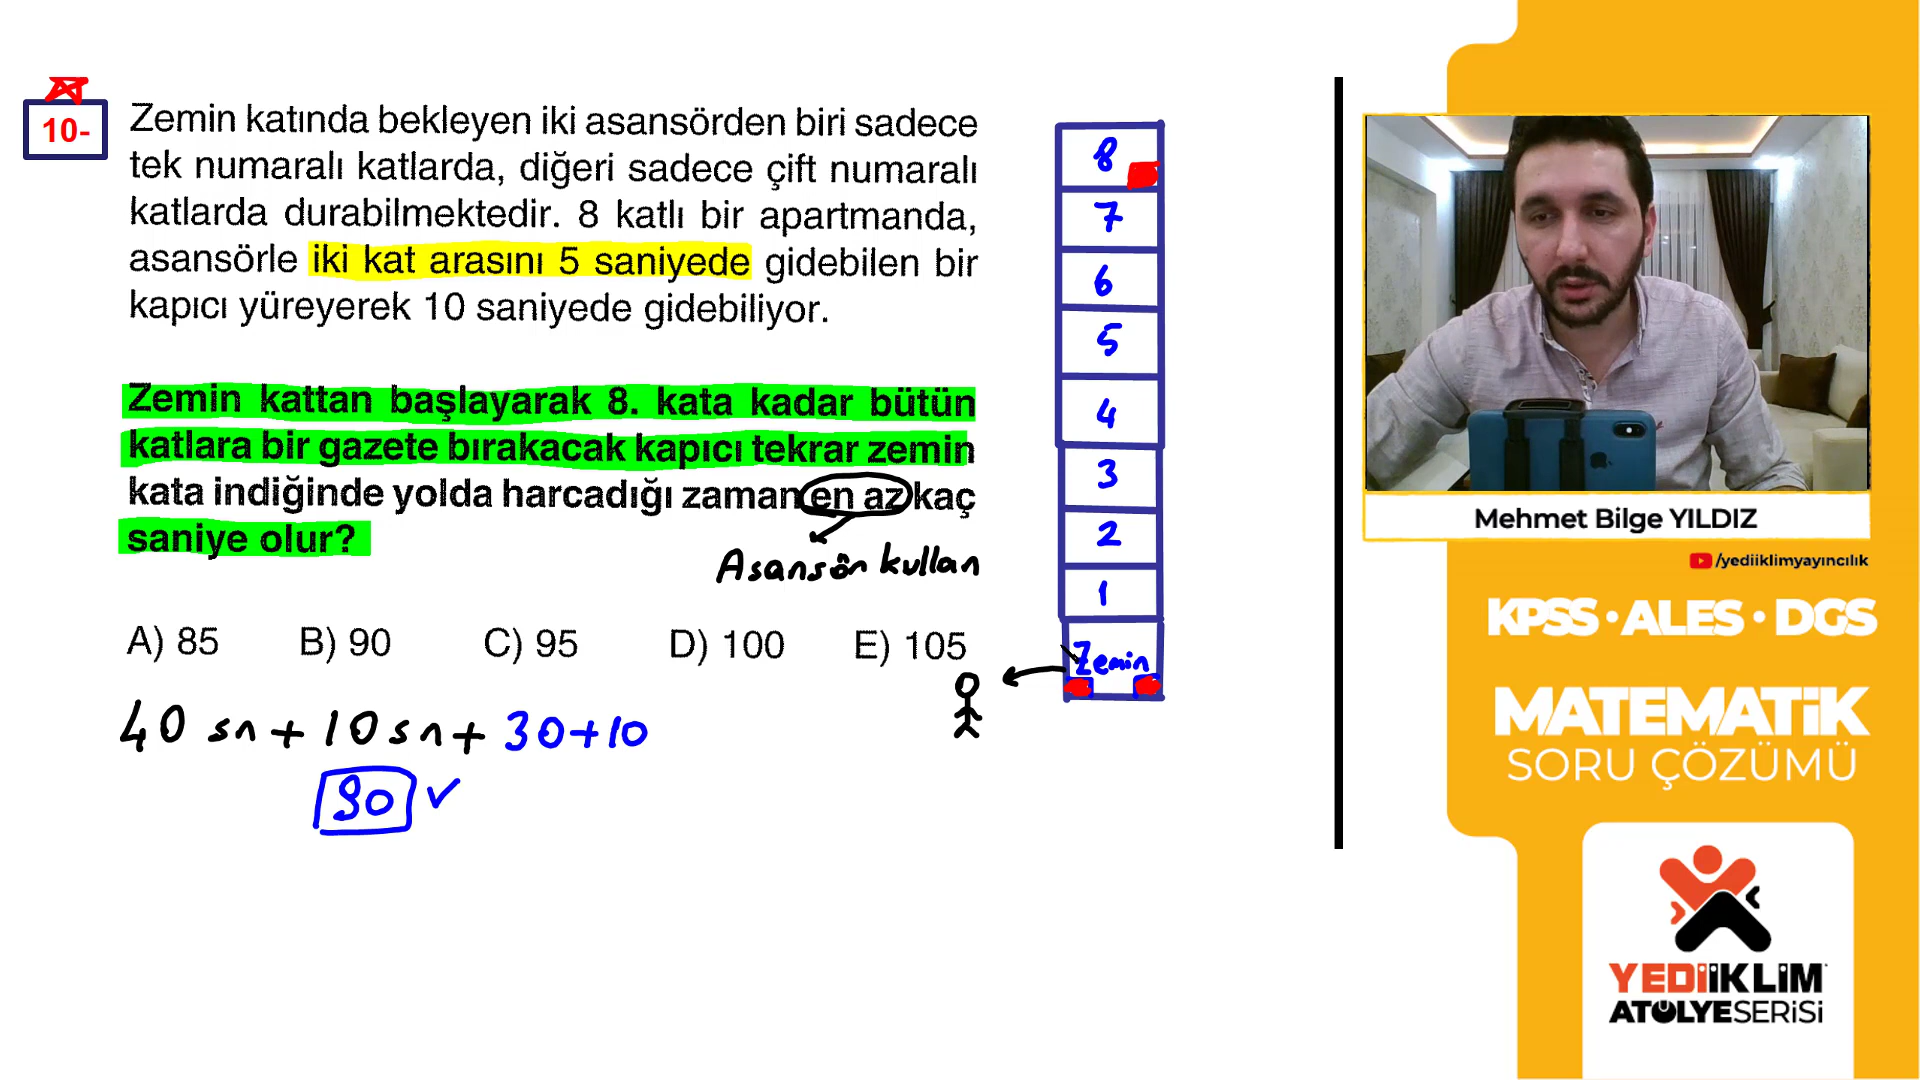 10-
Zemin katında bekleyen iki asansörden biri sadece
tek numaralı katlarda, diğeri sadece çift numaralı
katlarda durabilmektedir. 8 katlı bir apartmanda,
asansörle iki kat arasını 5 saniyede gidebilen bir
kapıcı yüreyerek 10 saniyede gidebiliyor.
Zemin kattan başlayarak 8. kata kadar bütün
katlara bir gazete bırakacak kapıcı tekrar zemin
kata indiğinde yolda harcadığı zaman en az kaç
saniye olur?
Asansör kullan
A) 85 B) 90 C) 95 D) 100 E) 105
40 sn + 10 sn + 30+10
90
8
7
6
5
4
3
2
1
Zemin
Mehmet Bilge YILDIZ
/yediiklimyayıncılık
KPSS • ALES • DGS
MATEMATİK
SORU ÇÖZÜMÜ
YEDİİKLİM
ATÖLYESERİSİ